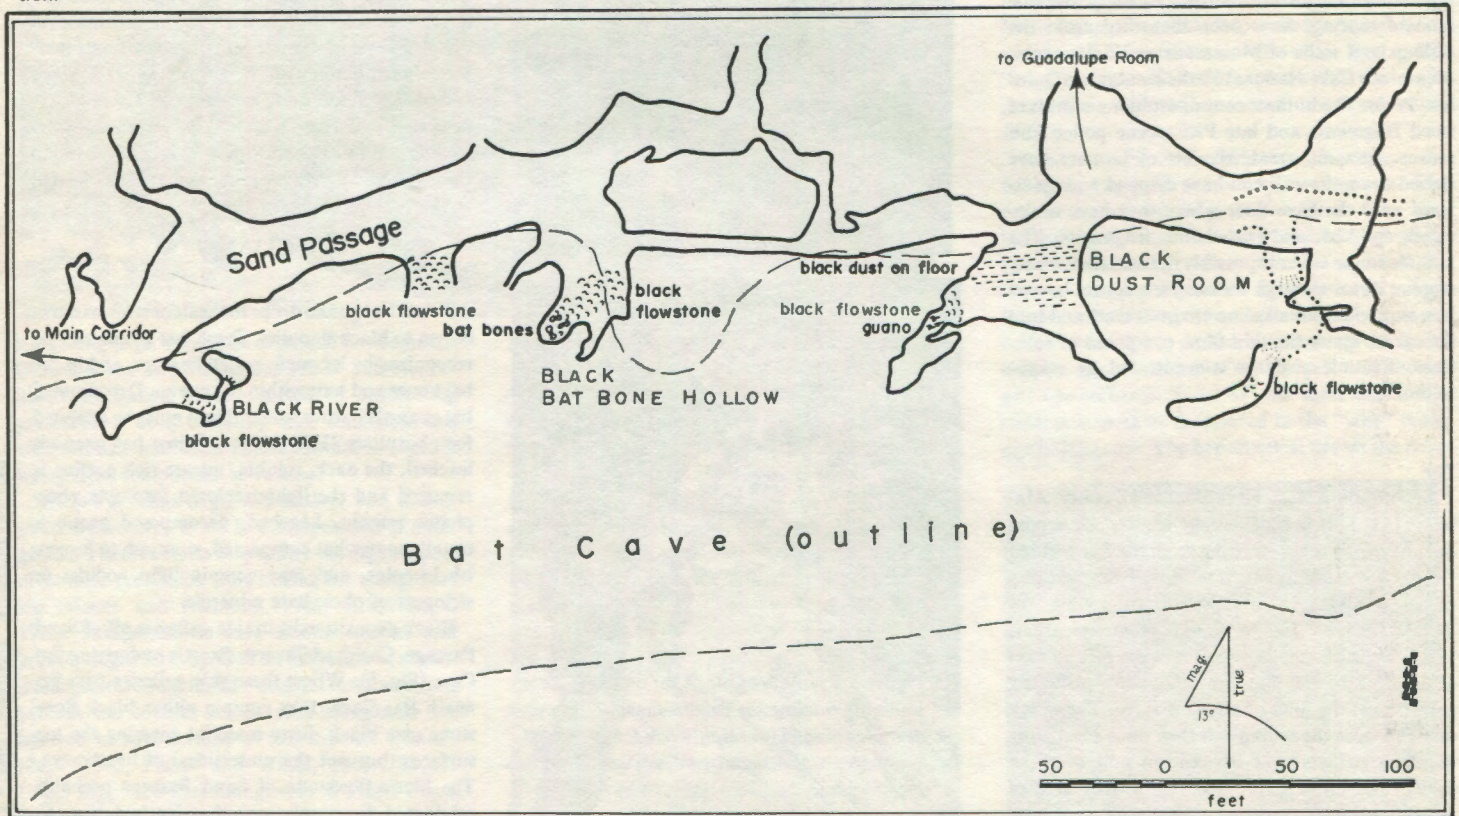 to Guadalupe Room
Sand Passage
to Main Corridor
black flowstone
bat bones
black
flowstone
black dust on floor
black flowstone
guano
BLACK
DUST ROOM
BLACK
BAT BONE HOLLOW
black flowstone
BLACK RIVER
black flowstone
Bat Cave (outline)
mag.
true
13°
50 0 50 100
feet